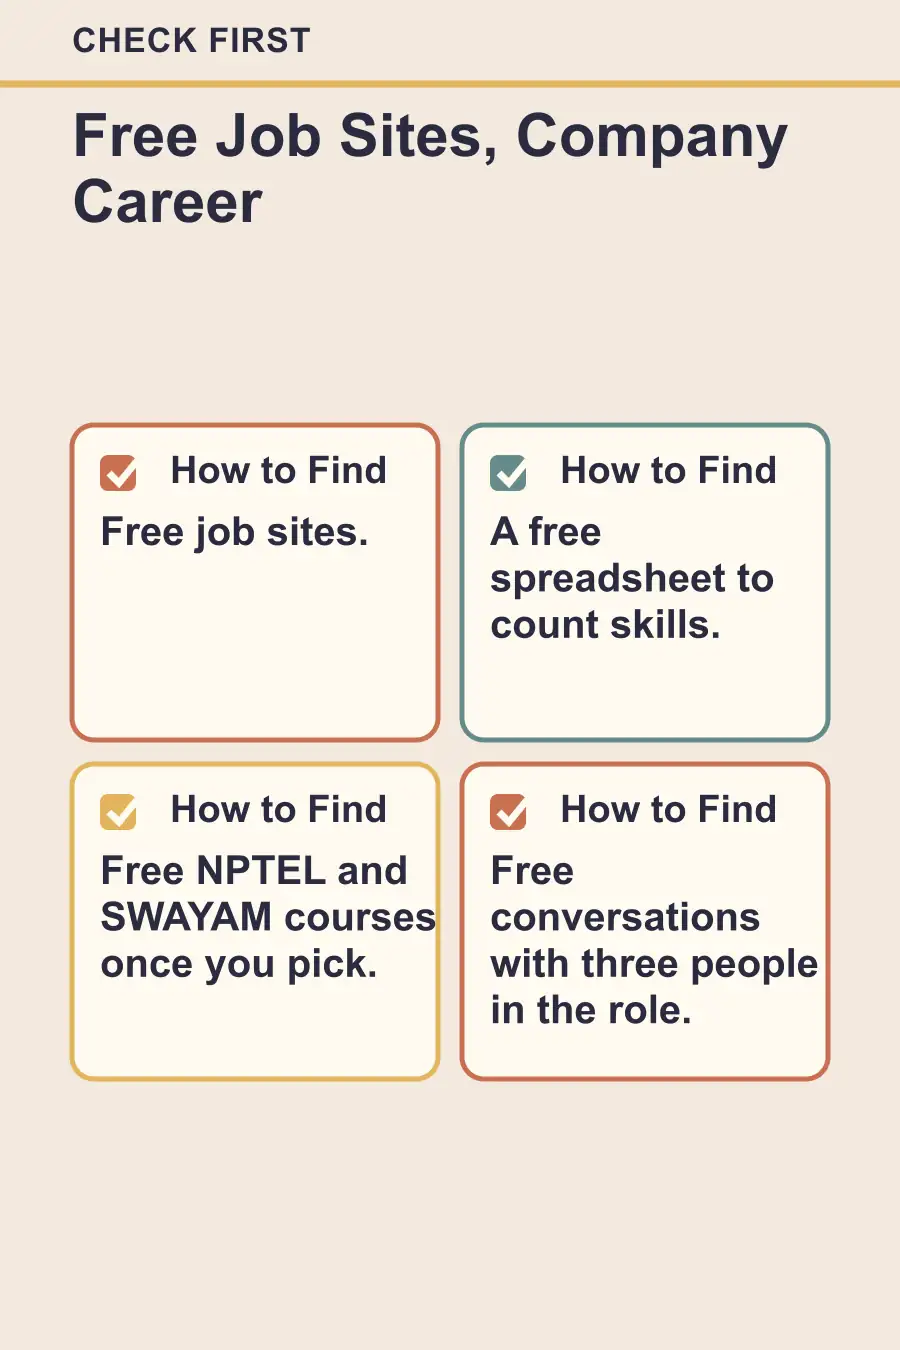 CHECK FIRST
Free Job Sites, Company
Career
How to Find
Free job sites.
How to Find
A free
spreadsheet to
count skills.
How to Find
Free NPTEL and
SWAYAM courses
once you pick.
How to Find
Free
conversations
with three people
in the role.